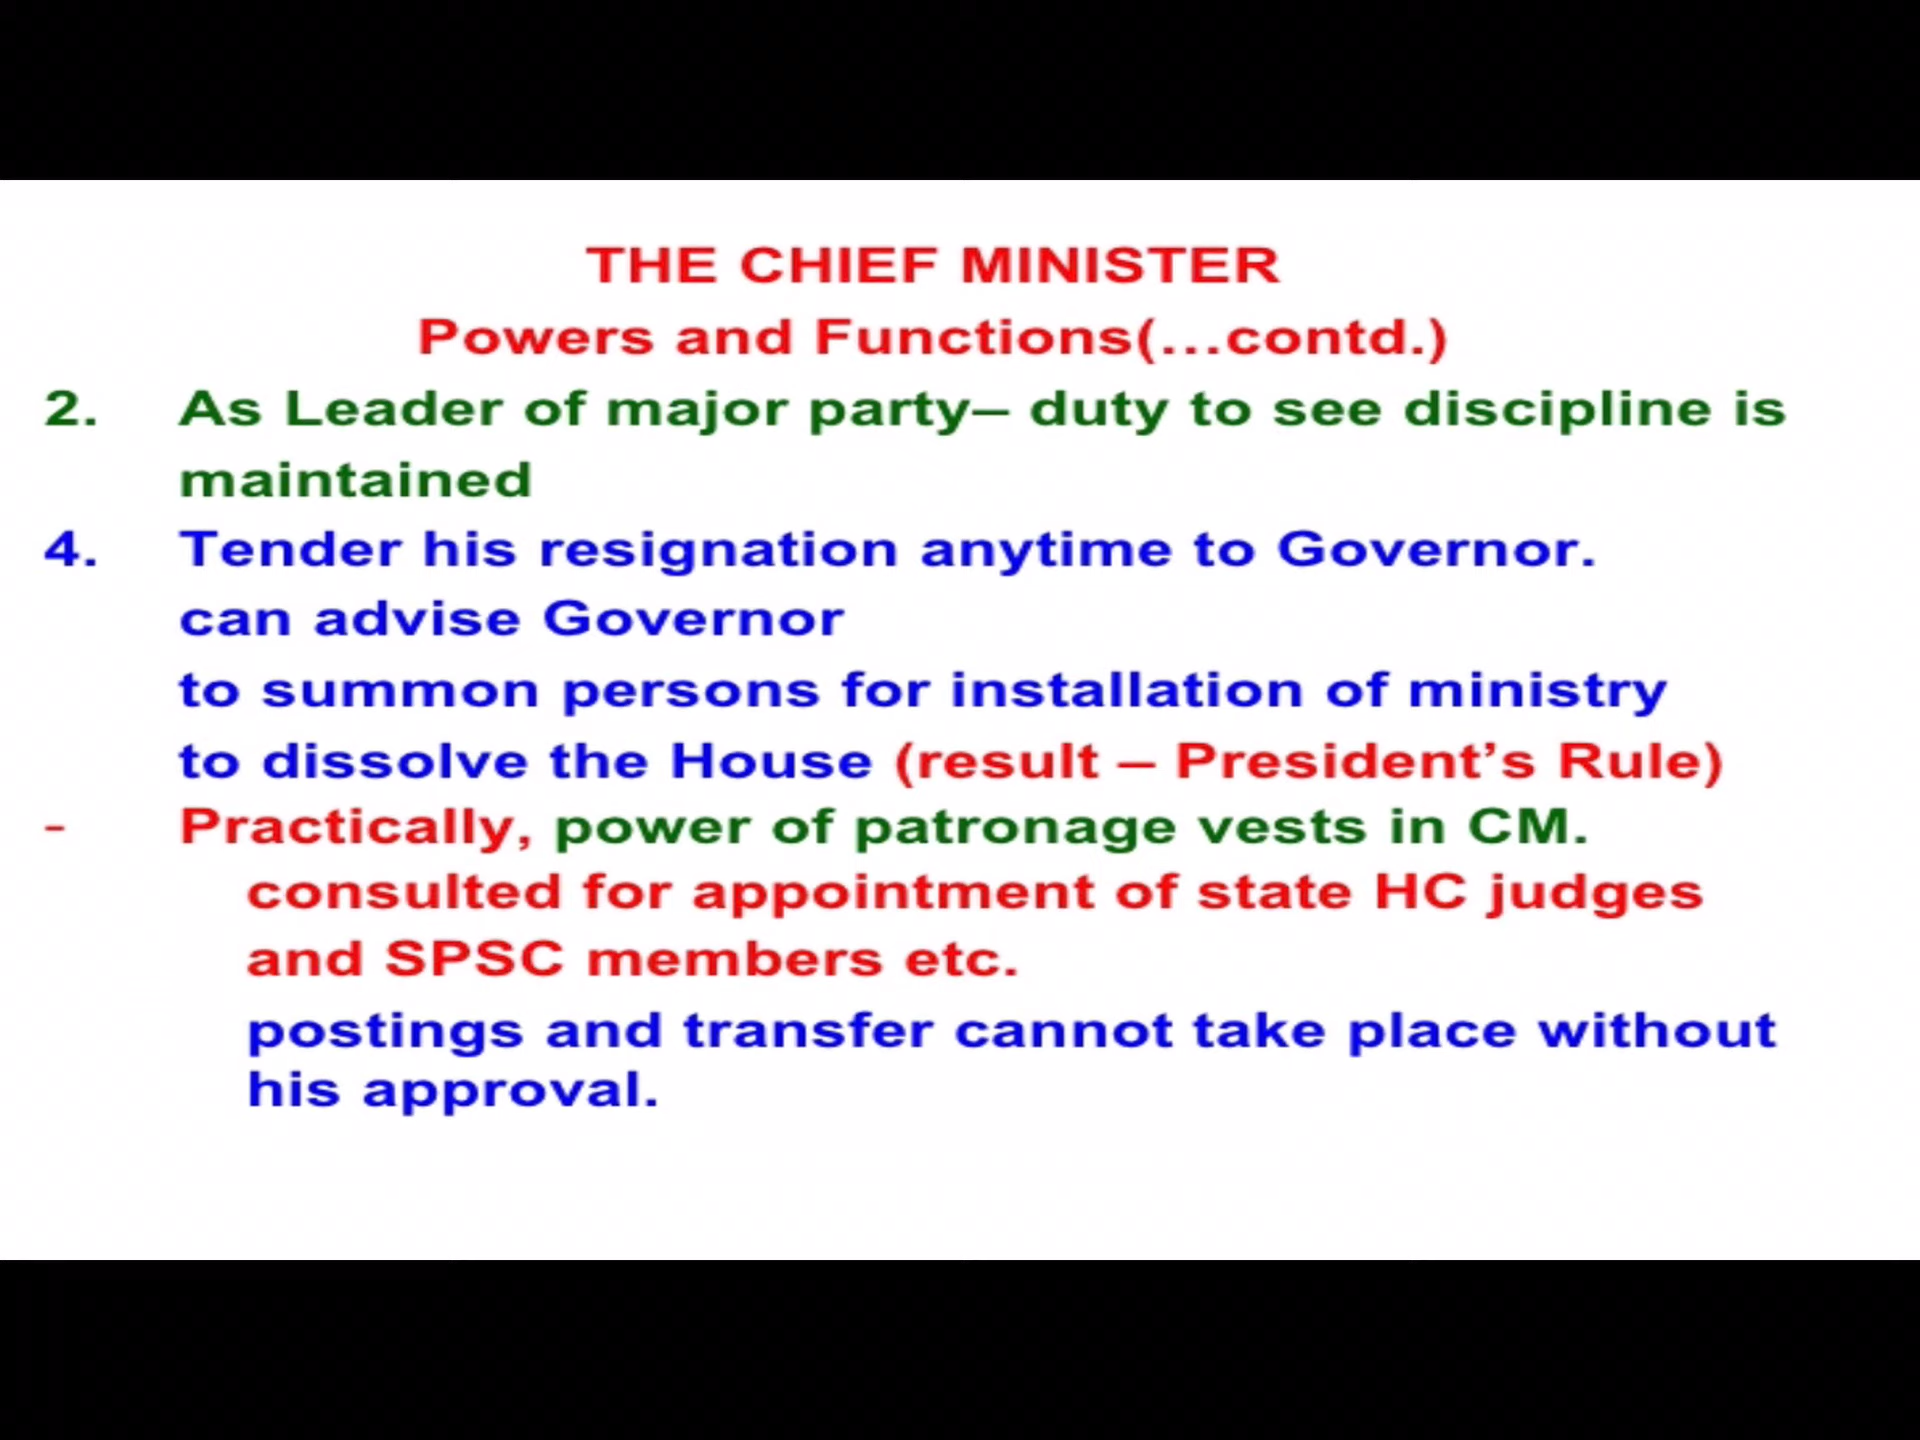 THE CHIEF MINISTER
Powers and Functions(...contd.)
2. As Leader of major party– duty to see discipline is
maintained
4. Tender his resignation anytime to Governor.
can advise Governor
to summon persons for installation of ministry
to dissolve the House (result – President’s Rule)
- Practically, power of patronage vests in CM.
consulted for appointment of state HC judges
and SPSC members etc.
postings and transfer cannot take place without
his approval.